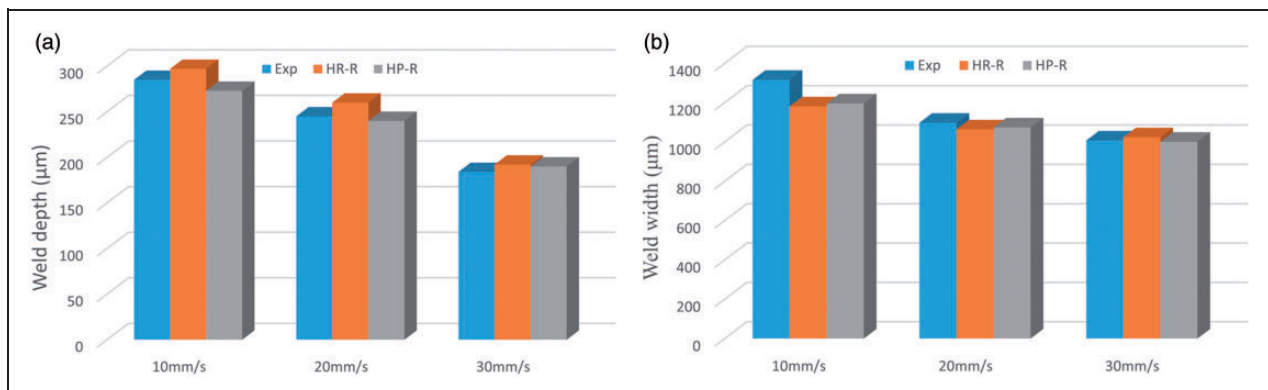 (a)
Exp HR-R HP-R
300
250
200
150
100
50
0
Weld depth (µm)
10mm/s 20mm/s 30mm/s
(b)
Exp HR-R HP-R
1400
1200
1000
800
600
400
200
0
Weld width (µm)
10mm/s 20mm/s 30mm/s